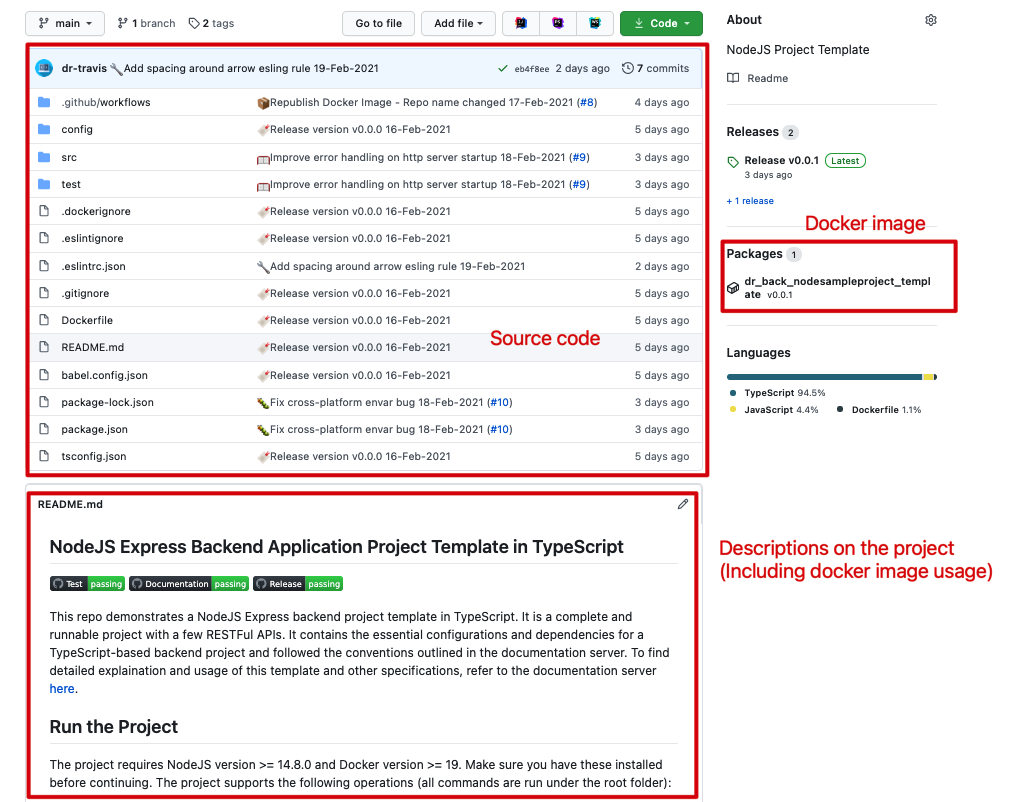 main
1 branch
2 tags
Go to file
Add file
Code
dr-travis Add spacing around arrow esling rule 19-Feb-2021 eb4f8ee 2 days ago 7 commits
.github/workflows Republish Docker Image - Repo name changed 17-Feb-2021 (#8) 4 days ago
config Release version v0.0.0 16-Feb-2021 5 days ago
src Improve error handling on http server startup 18-Feb-2021 (#9) 3 days ago
test Improve error handling on http server startup 18-Feb-2021 (#9) 3 days ago
.dockerignore Release version v0.0.0 16-Feb-2021 5 days ago
.eslintignore Release version v0.0.0 16-Feb-2021 5 days ago
.eslintrc.json Add spacing around arrow esling rule 19-Feb-2021 2 days ago
.gitignore Release version v0.0.0 16-Feb-2021 5 days ago
Dockerfile Release version v0.0.0 16-Feb-2021 5 days ago
Source code
README.md Release version v0.0.0 16-Feb-2021 5 days ago
babel.config.json Release version v0.0.0 16-Feb-2021 5 days ago
package-lock.json Fix cross-platform envar bug 18-Feb-2021 (#10) 3 days ago
package.json Fix cross-platform envar bug 18-Feb-2021 (#10) 3 days ago
tsconfig.json Release version v0.0.0 16-Feb-2021 5 days ago
README.md
NodeJS Express Backend Application Project Template in TypeScript
Test passing Documentation passing Release passing
This repo demonstrates a NodeJS Express backend project template in TypeScript. It is a complete and
runnable project with a few RESTFul APIs. It contains the essential configurations and dependencies for a
TypeScript-based backend project and followed the conventions outlined in the documentation server. To find
detailed explaination and usage of this template and other specifications, refer to the documentation server
here.
Run the Project
The project requires NodeJS version >= 14.8.0 and Docker version >= 19. Make sure you have these installed
before continuing. The project supports the following operations (all commands are run under the root folder):
About
NodeJS Project Template
Readme
Releases 2
Release v0.0.1 Latest
3 days ago
+ 1 release
Docker image
Packages 1
dr_back_nodesampleproject_templ
ate v0.0.1
Languages
TypeScript 94.5%
JavaScript 4.4% Dockerfile 1.1%
Descriptions on the project
(Including docker image usage)